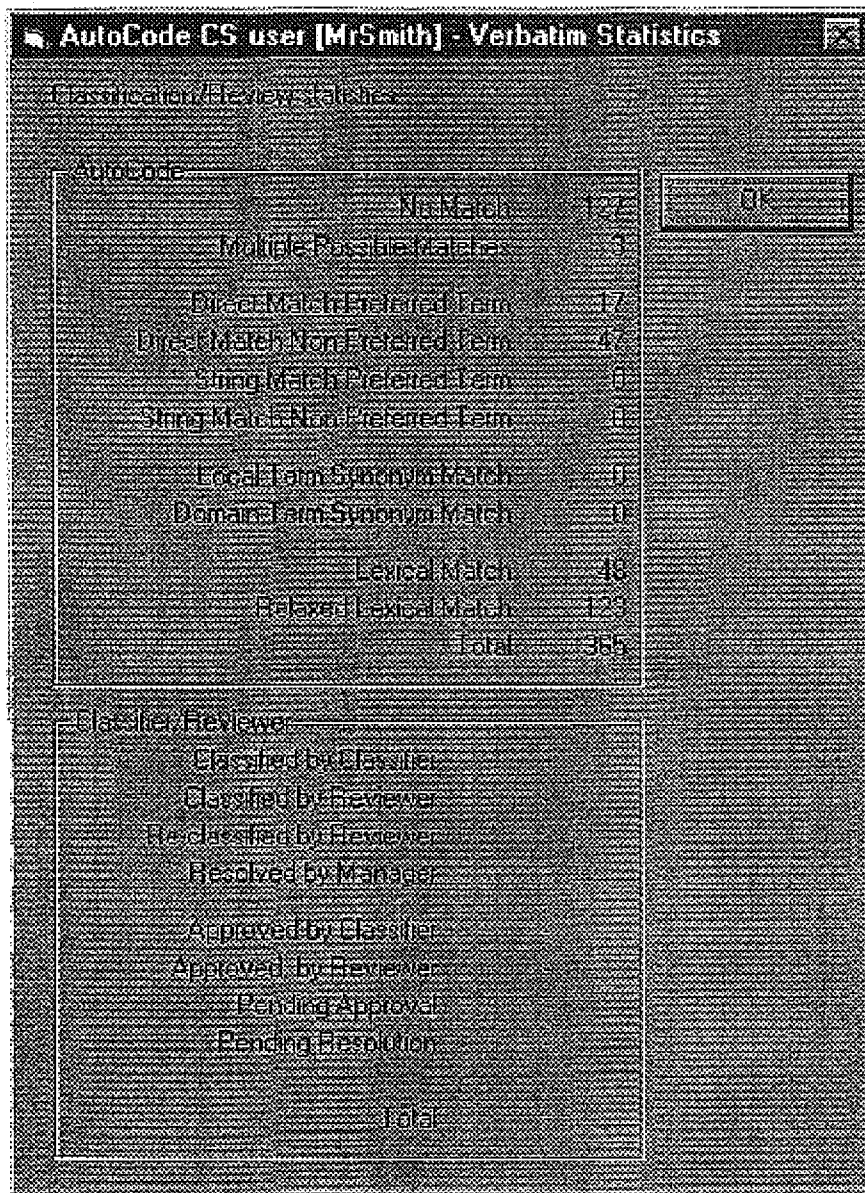 AutoCode CS user [MrSmith] - Verbatim Statistics
Classification/Review statistics
AutoCode
No Match 127
OK
Multiple Possible Matches 3
Direct Match Preferred Term 17
Direct Match Non Preferred Term 47
String Match Preferred Term 0
String Match Non Preferred Term 0
Local Term Synonym Match 0
Domain Term Synonym Match 0
Lexical Match 48
Relaxed Lexical Match 123
Total 365
Classifier/Reviewer
Classified by Classifier
Classified by Reviewer
Re-classified by Reviewer
Resolved by Manager
Approved by Classifier
Approved by Reviewer
Pending Approval
Pending Resolution
Total